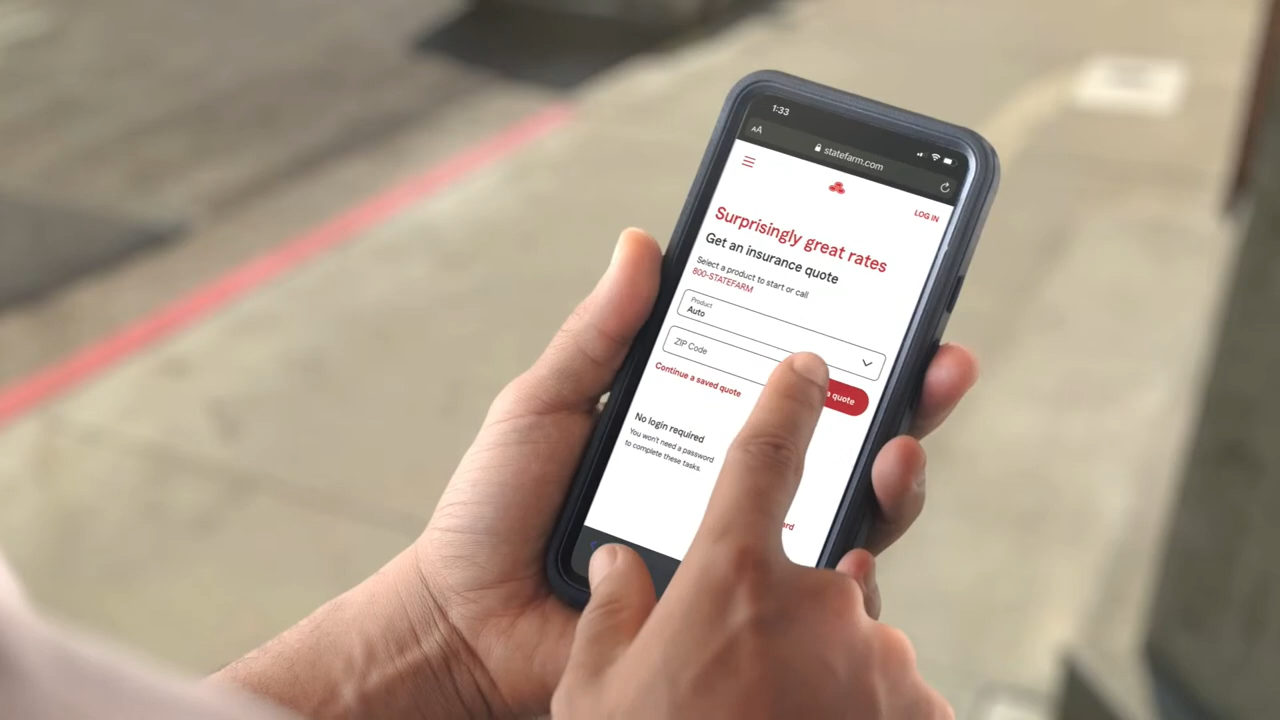 1:33
AA
statefarm.com
LOG IN
Surprisingly great rates
Get an insurance quote
Select a product to start or call
800-STATEFARM
Product
Auto
ZIP Code
a quote
Continue a saved quote
No login required
You won't need a password
to complete these tasks.